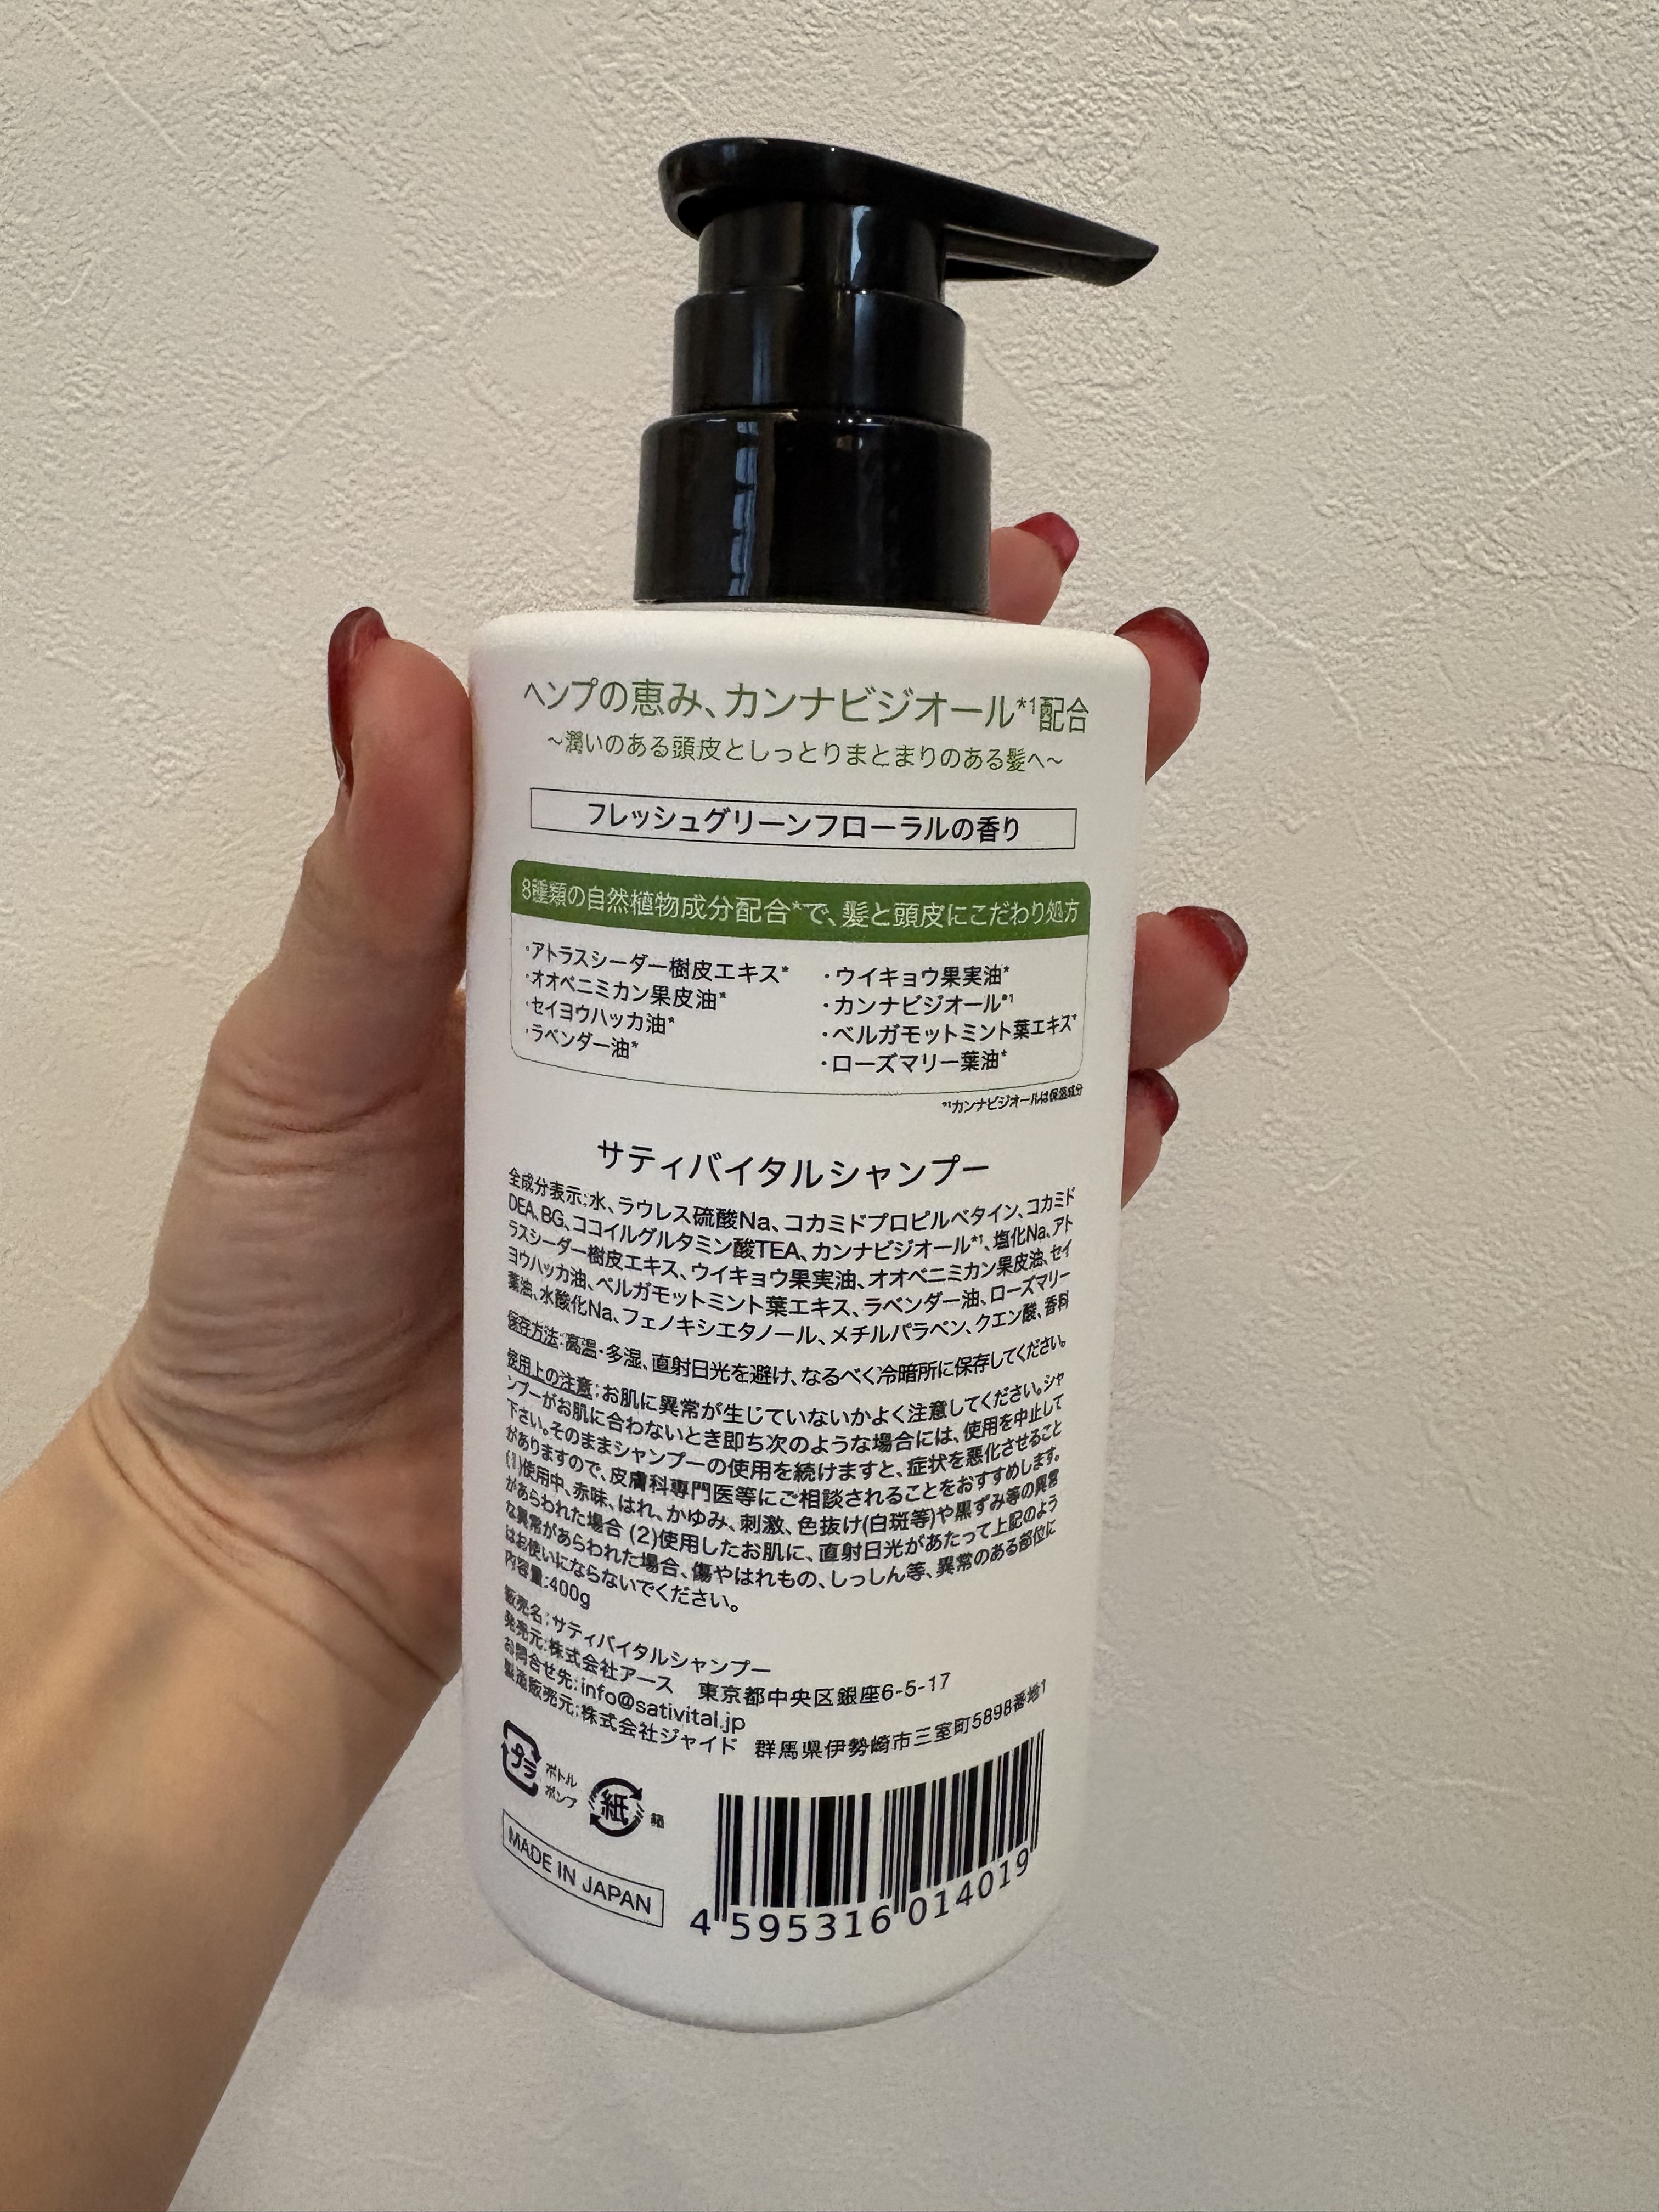 ヘンプの恵み、カンナビジオール*1配合
～潤いのある頭皮としっとりまとまりのある髪へ～
フレッシュグリーンフローラルの香り
8種類の自然植物成分配合*で、髪と頭皮にこだわり処方
・アトラスシーダー樹皮エキス*
・オオベニミカン果皮油*
・セイヨウハッカ油*
・ラベンダー油*
・ウイキョウ果実油*
・カンナビジオール*1
・ベルガモットミント葉エキス*
・ローズマリー葉油*
*1カンナビジオールは保湿成分
サティバイタルシャンプー
全成分表示:水、ラウレス硫酸Na、コカミドプロピルベタイン、コカミド
DEA、BG、ココイルグルタミン酸TEA、カンナビジオール*1、塩化Na、アト
ラスシーダー樹皮エキス、ウイキョウ果実油、オオベニミカン果皮油、セイ
ヨウハッカ油、ベルガモットミント葉エキス、ラベンダー油、ローズマリー
葉油、水酸化Na、フェノキシエタノール、メチルパラベン、クエン酸、香料
保存方法:高温・多湿、直射日光を避け、なるべく冷暗所に保存してください。
使用上の注意:お肌に異常が生じていないかよく注意してください。シャ
ンプーがお肌に合わないとき即ち次のような場合には、使用を中止して
下さい。そのままシャンプーの使用を続けますと、症状を悪化させること
がありますので、皮膚科専門医等にご相談されることをおすすめします。
(1)使用中、赤味、はれ、かゆみ、刺激、色抜け(白斑等)や黒ずみ等の異常
があらわれた場合 (2)使用したお肌に、直射日光があたって上記のよう
な異常があらわれた場合、傷やはれもの、しっしん等、異常のある部位に
はお使いにならないでください。
内容量:400g
販売名:サティバイタルシャンプー
発売元:株式会社アース 東京都中央区銀座6-5-17
お問合せ先:info@sativital.jp
製造販売元:株式会社ジャイド 群馬県伊勢崎市三室町5898番地1
プラ
ボトル
ポンプ
紙
箱
MADE IN JAPAN
4 595316 014019